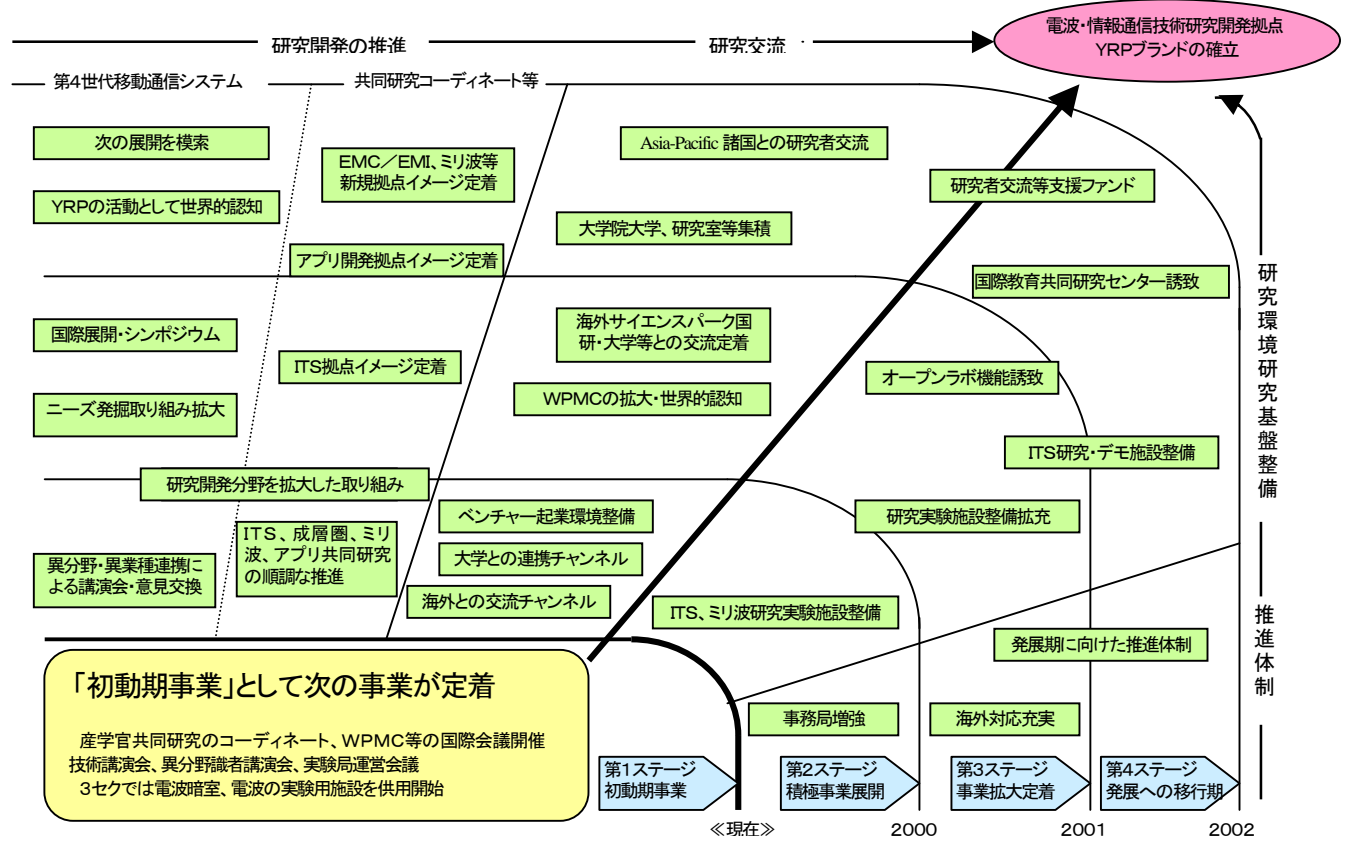 電波・情報通信技術研究開発拠点
YRPブランドの確立
研究開発の推進
研究交流
第4世代移動通信システム
共同研究コーディネート等
次の展開を模索
Asia-Pacific 諸国との研究者交流
EMC／EMI、ミリ波等
新規拠点イメージ定着
研究者交流等支援ファンド
YRPの活動として世界的認知
大学院大学、研究室等集積
アプリ開発拠点イメージ定着
国際教育共同研究センター誘致
研究環境研究基盤整備
国際展開・シンポジウム
海外サイエンスパーク国
研・大学等との交流定着
ITS拠点イメージ定着
オープンラボ機能誘致
WPMCの拡大・世界的認知
ニーズ発掘取り組み拡大
ITS研究・デモ施設整備
研究開発分野を拡大した取り組み
ベンチャー起業環境整備
研究実験施設整備拡充
ITS、成層圏、ミリ
波、アプリ共同研究
の順調な推進
大学との連携チャンネル
異分野・異業種連携に
よる講演会・意見交換
海外との交流チャンネル
ITS、ミリ波研究実験施設整備
推進体制
発展期に向けた推進体制
「初動期事業」として次の事業が定着
産学官共同研究のコーディネート、WPMC等の国際会議開催
技術講演会、異分野識者講演会、実験局運営会議
3セクでは電波暗室、電波の実験用施設を供用開始
事務局増強
海外対応充実
第1ステージ
初動期事業
第2ステージ
積極事業展開
第3ステージ
事業拡大定着
第4ステージ
発展への移行期
≪現在≫
2000
2001
2002